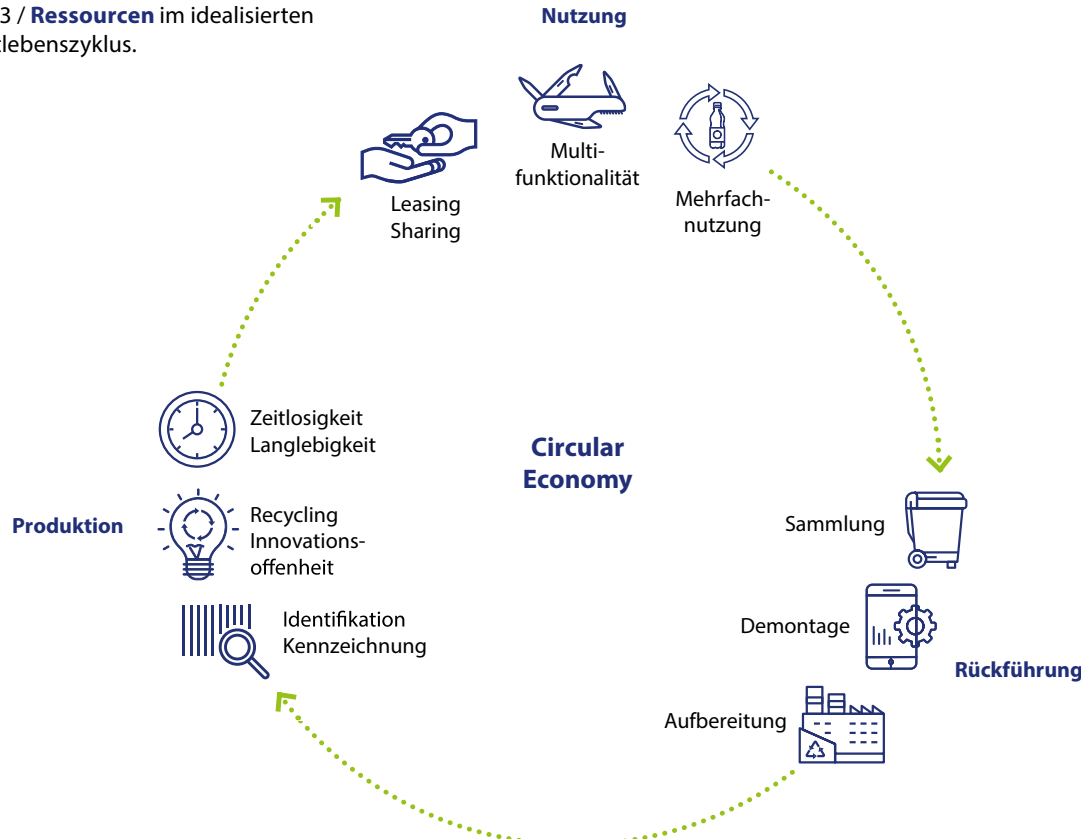 3 / Ressourcen im idealisierten
lebenszyklus.
Nutzung
Multi-
funktionalität
Leasing
Sharing
Mehrfach-
nutzung
Zeitlosigkeit
Langlebigkeit
Circular
Economy
Produktion
Recycling
Innovations-
offenheit
Identifikation
Kennzeichnung
Sammlung
Demontage
Rückführung
Aufbereitung